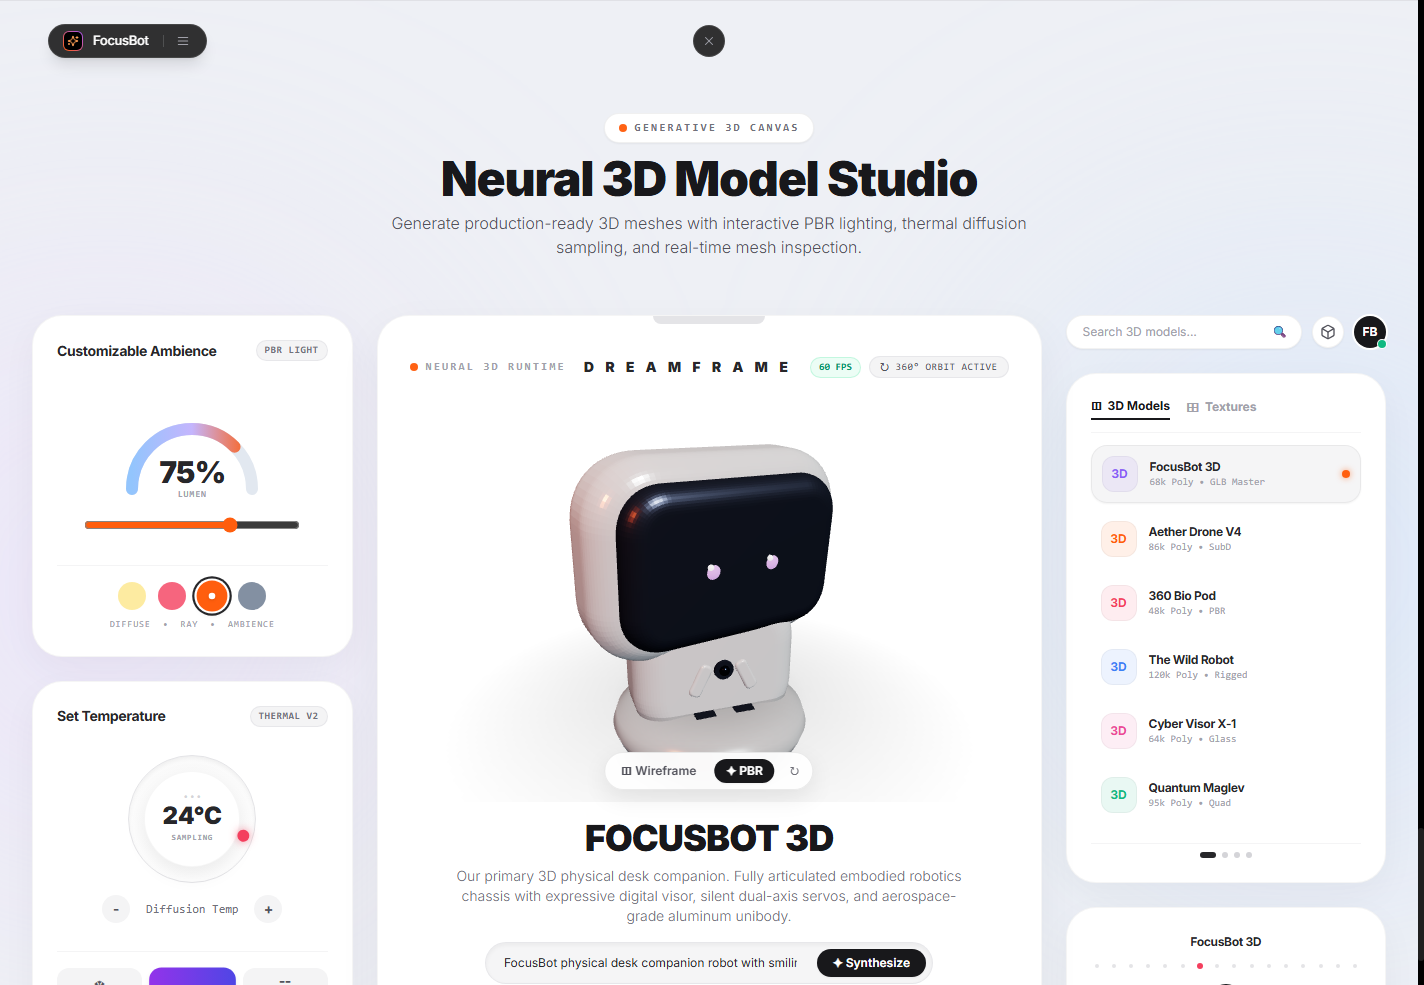 FocusBot
GENERATIVE 3D CANVAS
Neural 3D Model Studio
Generate production-ready 3D meshes with interactive PBR lighting, thermal diffusion
sampling, and real-time mesh inspection.
Customizable Ambience
PBR LIGHT
75%
LUMEN
DIFFUSE • RAY • AMBIENCE
Set Temperature
THERMAL V2
24°C
SAMPLING
- Diffusion Temp +
NEURAL 3D RUNTIME
DREAMFRAME
60 FPS
360° ORBIT ACTIVE
Wireframe
PBR
FOCUSBOT 3D
Our primary 3D physical desk companion. Fully articulated embodied robotics
chassis with expressive digital visor, silent dual-axis servos, and aerospace-
grade aluminum unibody.
FocusBot physical desk companion robot with smilir
Synthesize
Search 3D models...
FB
3D Models
Textures
3D
FocusBot 3D
68k Poly • GLB Master
3D
Aether Drone V4
86k Poly • SubD
3D
360 Bio Pod
48k Poly • PBR
3D
The Wild Robot
120k Poly • Rigged
3D
Cyber Visor X-1
64k Poly • Glass
3D
Quantum Maglev
95k Poly • Quad
FocusBot 3D